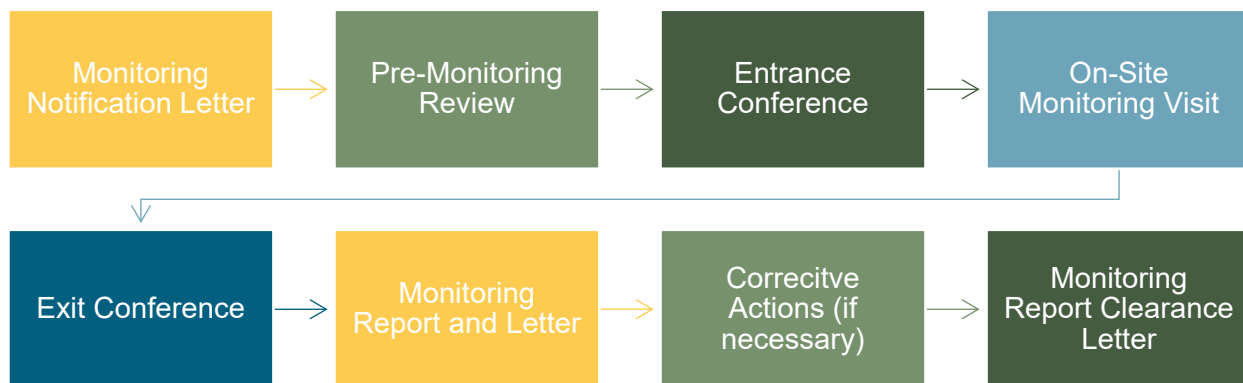 Monitoring
Notification Letter
Pre-Monitoring
Review
Entrance
Conference
On-Site
Monitoring Visit
Exit Conference
Monitoring
Report and Letter
Correcitve
Actions (if
necessary)
Monitoring
Report Clearance
Letter